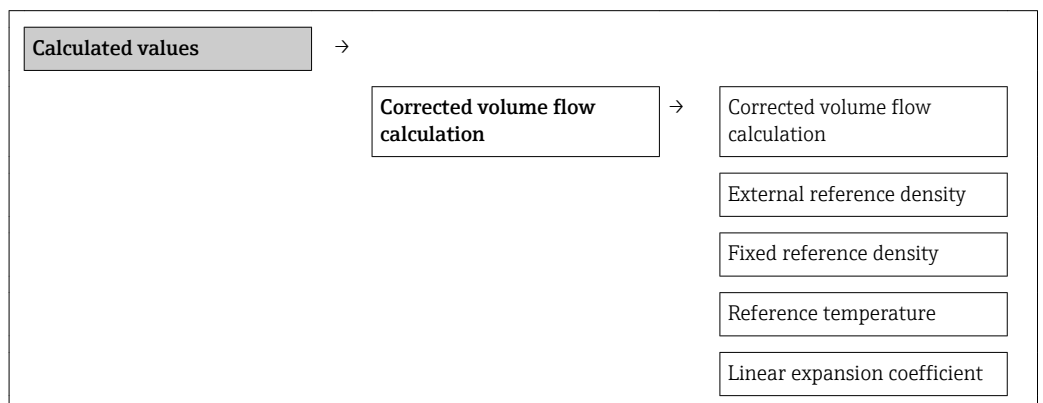 Calculated values →
Corrected volume flow
calculation
→
Corrected volume flow
calculation
External reference density
Fixed reference density
Reference temperature
Linear expansion coefficient